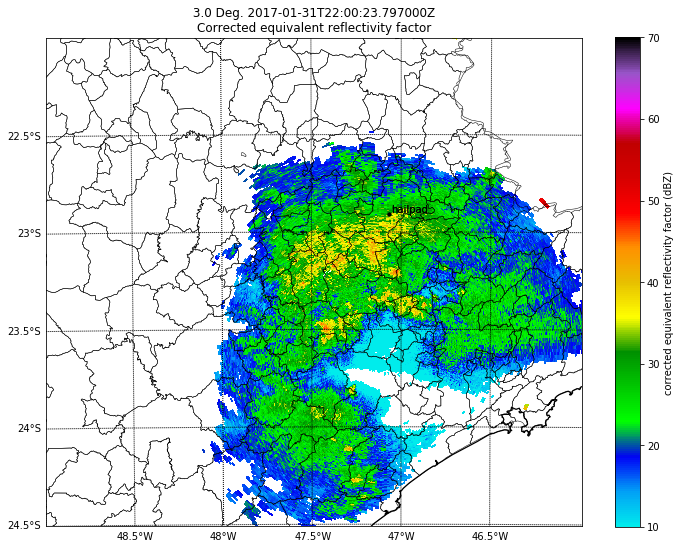 3.0 Deg. 2017-01-31T22:00:23.797000Z
Corrected equivalent reflectivity factor
22.5°S
23°S
23.5°S
24°S
24.5°S
48.5°W
48°W
47.5°W
47°W
46.5°W
70
60
50
40
30
20
10
corrected equivalent reflectivity factor (dBZ)